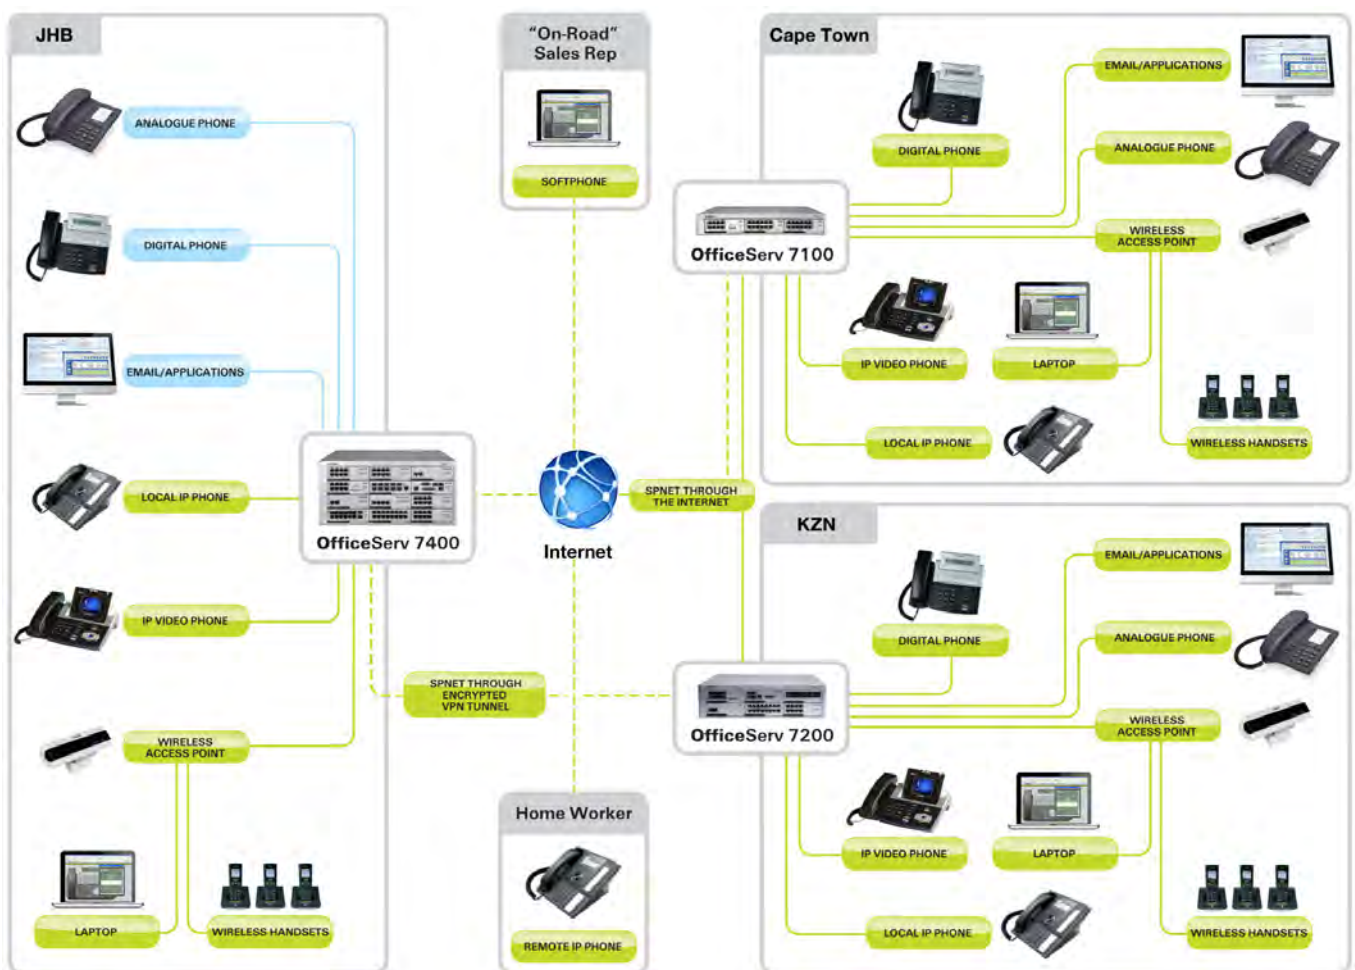 JHB
ANALOGUE PHONE
DIGITAL PHONE
EMAIL/APPLICATIONS
LOCAL IP PHONE
OfficeServ 7400
IP VIDEO PHONE
WIRELESS
ACCESS POINT
LAPTOP
WIRELESS HANDSETS
"On-Road"
Sales Rep
SOFTPHONE
Internet
SPNET THROUGH
THE INTERNET
SPNET THROUGH
ENCRYPTED
VPN TUNNEL
Home Worker
REMOTE IP PHONE
Cape Town
EMAIL/APPLICATIONS
DIGITAL PHONE
ANALOGUE PHONE
OfficeServ 7100
WIRELESS
ACCESS POINT
IP VIDEO PHONE
LAPTOP
LOCAL IP PHONE
WIRELESS HANDSETS
KZN
EMAIL/APPLICATIONS
DIGITAL PHONE
ANALOGUE PHONE
OfficeServ 7200
WIRELESS
ACCESS POINT
IP VIDEO PHONE
LAPTOP
LOCAL IP PHONE
WIRELESS HANDSETS